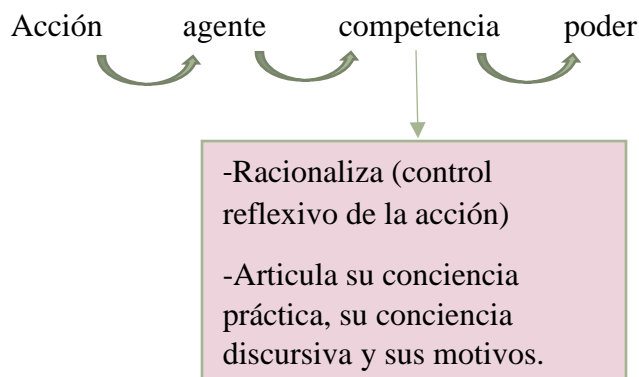 Acción agente competencia poder
-Racionaliza (control
reflexivo de la acción)
-Articula su conciencia
práctica, su conciencia
discursiva y sus motivos.